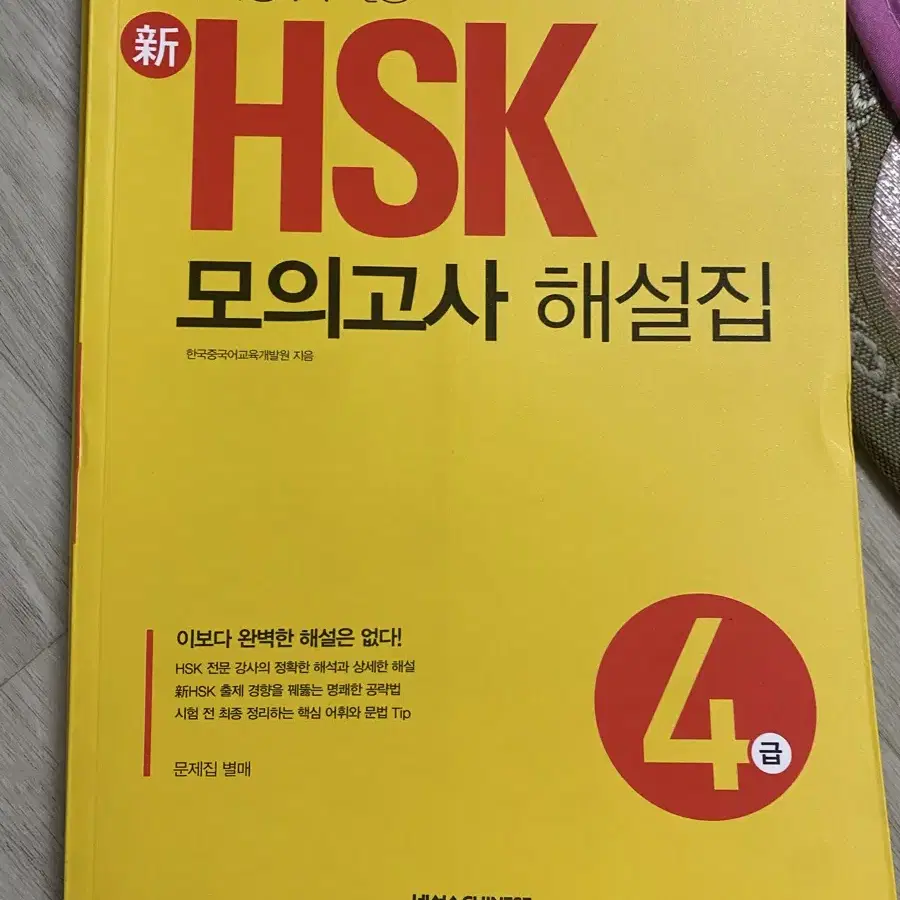 新 HSK
모의고사 해설집
한국중국어교육개발원 지음
이보다 완벽한 해설은 없다!
HSK 전문 강사의 정확한 해석과 상세한 해설
新HSK 출제 경향을 꿰뚫는 명쾌한 공략법
시험 전 최종 정리하는 핵심 어휘와 문법 Tip
문제집 별매
4급